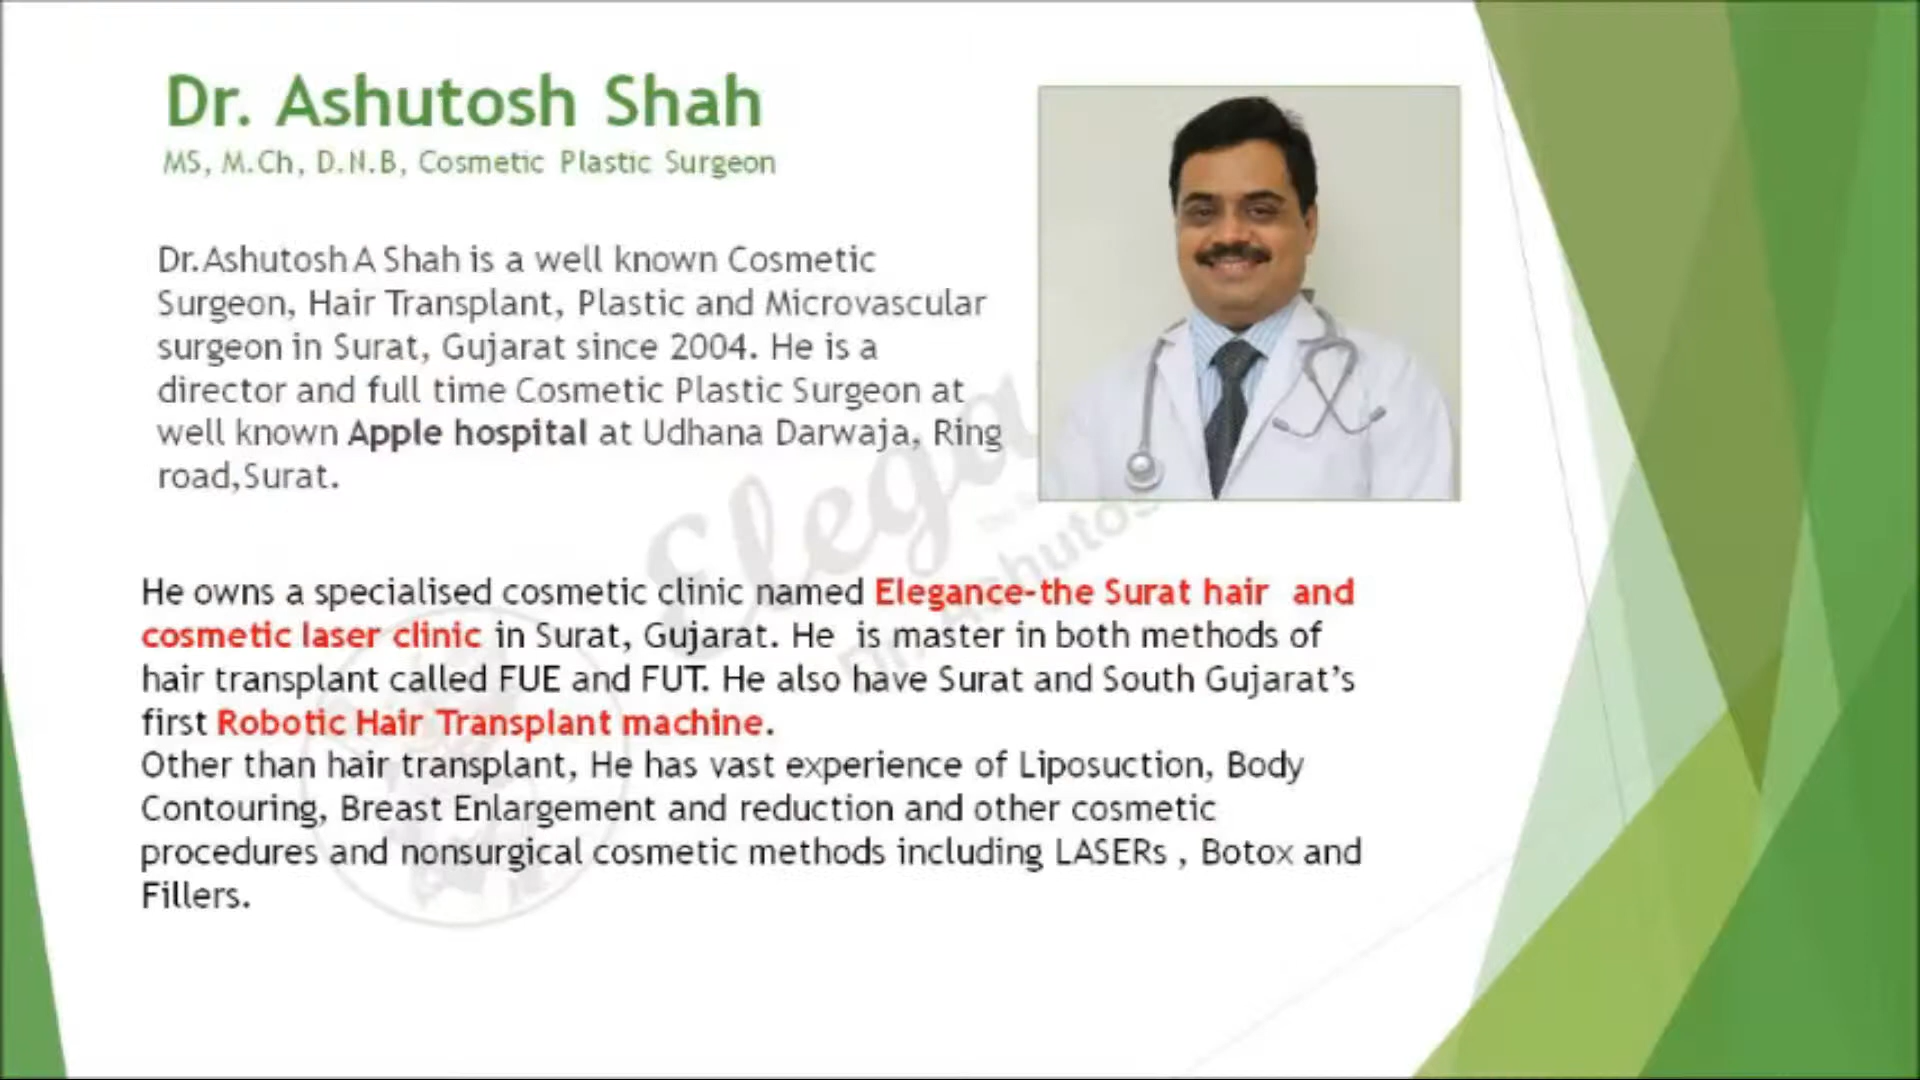 Dr. Ashutosh Shah
MS, M.Ch, D.N.B, Cosmetic Plastic Surgeon
Dr.Ashutosh A Shah is a well known Cosmetic
Surgeon, Hair Transplant, Plastic and Microvascular
surgeon in Surat, Gujarat since 2004. He is a
director and full time Cosmetic Plastic Surgeon at
well known Apple hospital at Udhana Darwaja, Ring
road,Surat.
He owns a specialised cosmetic clinic named Elegance-the Surat hair and
cosmetic laser clinic in Surat, Gujarat. He is master in both methods of
hair transplant called FUE and FUT. He also have Surat and South Gujarat’s
first Robotic Hair Transplant machine.
Other than hair transplant, He has vast experience of Liposuction, Body
Contouring, Breast Enlargement and reduction and other cosmetic
procedures and nonsurgical cosmetic methods including LASERs , Botox and
Fillers.